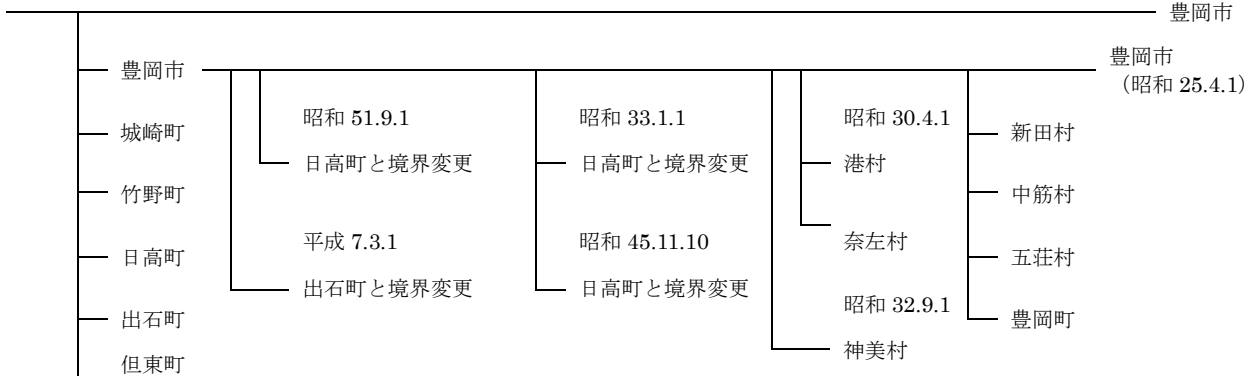 豊岡市
豊岡市
豊岡市
（昭和 25.4.1）
城崎町
竹野町
日高町
出石町
但東町
昭和 51.9.1
日高町と境界変更
平成 7.3.1
出石町と境界変更
昭和 33.1.1
日高町と境界変更
昭和 45.11.10
日高町と境界変更
昭和 30.4.1
港村
奈左村
昭和 32.9.1
神美村
新田村
中筋村
五荘村
豊岡町